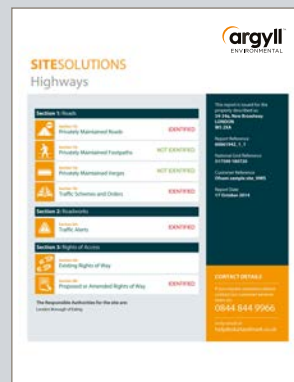 argyll
ENVIRONMENTAL
SITESOLUTIONS
Highways
Section 1: Roads
Privately Maintained Roads
IDENTIFIED
Privately Maintained Footpaths
NOT IDENTIFIED
Privately Maintained Verges
NOT IDENTIFIED
Traffic Schemes and Orders
IDENTIFIED
Section 2: Roadworks
Traffic Alerts
IDENTIFIED
Section 3: Rights of Access
Existing Rights of Way
Proposed or Amended Rights of Way
IDENTIFIED
The Responsible Authorities for the site are:
London Borough of Ealing
This report is issued for the
property described as:
LONDON
Report Reference
National Grid Reference
Customer Reference
Report Date
17 October 2014
CONTACT DETAILS
0844 844 9966